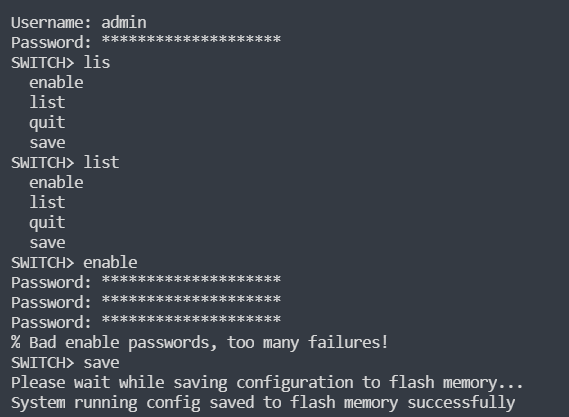 Username: admin
Password: ********************
SWITCH> lis
  enable
  list
  quit
  save
SWITCH> list
  enable
  list
  quit
  save
SWITCH> enable
Password: ********************
Password: ********************
Password: ********************
% Bad enable passwords, too many failures!
SWITCH> save
Please wait while saving configuration to flash memory...
System running config saved to flash memory successfully